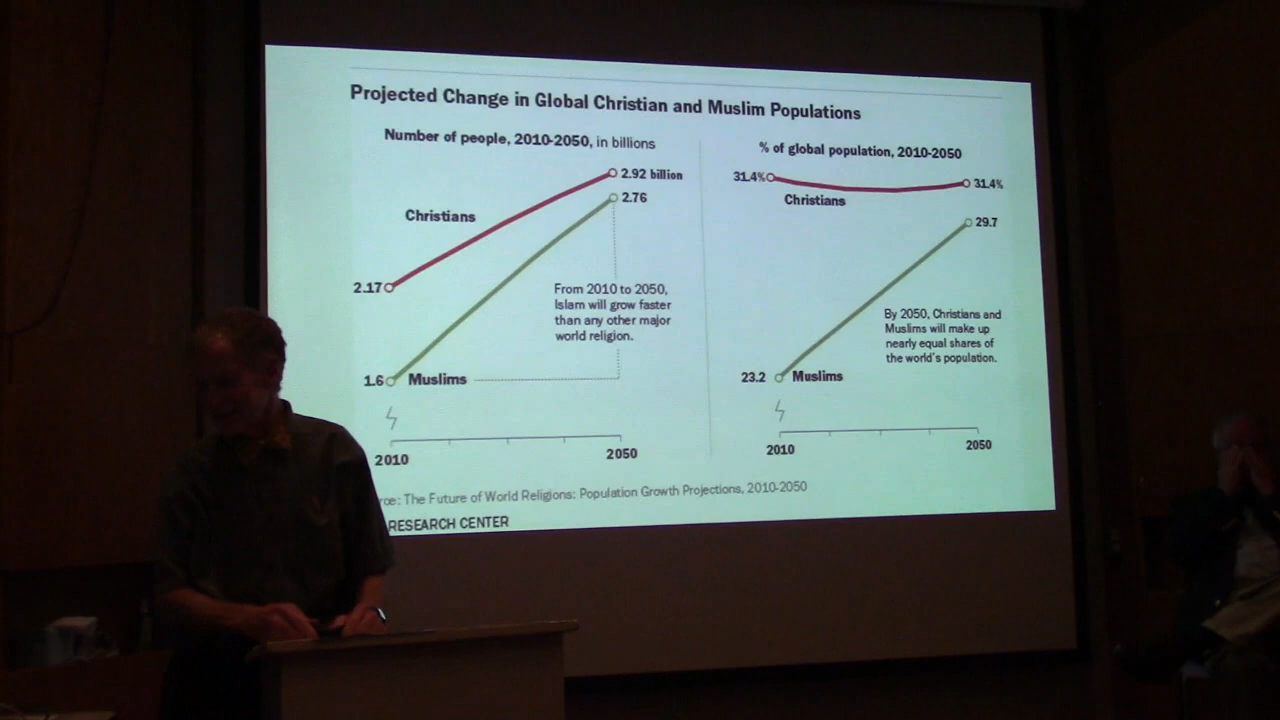 Projected Change in Global Christian and Muslim Populations
Number of people, 2010-2050, in billions
2.92 billion
2.76
Christians
2.17
From 2010 to 2050,
Islam will grow faster
than any other major
world religion.
1.6
Muslims
2010
2050
% of global population, 2010-2050
31.4%
31.4%
Christians
29.7
By 2050, Christians and
Muslims will make up
nearly equal shares of
the world's population.
23.2
Muslims
2010
2050
The Future of World Religions: Population Growth Projections, 2010-2050
RESEARCH CENTER